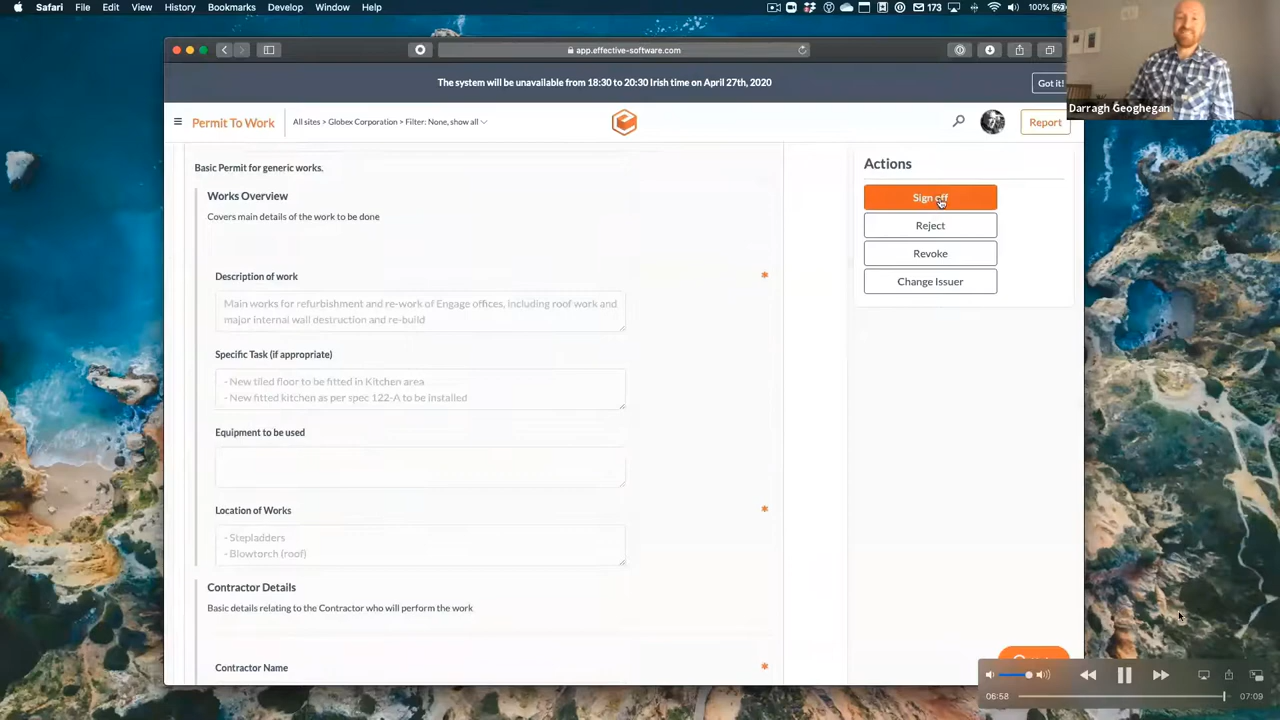 Safari File Edit View History Bookmarks Develop Window Help 173 100%
app.effective-software.com
The system will be unavailable from 18:30 to 20:30 Irish time on April 27th, 2020 Got it!
Darragh Geoghegan
Permit To Work All sites > Globex Corporation > Filter: None, show all Report
Basic Permit for generic works.
Works Overview
Covers main details of the work to be done
Description of work *
Main works for refurbishment and re-work of Engage offices, including roof work and
major internal wall destruction and re-build
Specific Task (if appropriate)
- New tiled floor to be fitted in Kitchen area
- New fitted kitchen as per spec 122-A to be installed
Equipment to be used
Location of Works *
- Stepladders
- Blowtorch (roof)
Contractor Details
Basic details relating to the Contractor who will perform the work
Contractor Name *
Actions
Sign off
Reject
Revoke
Change Issuer
06:58 07:09